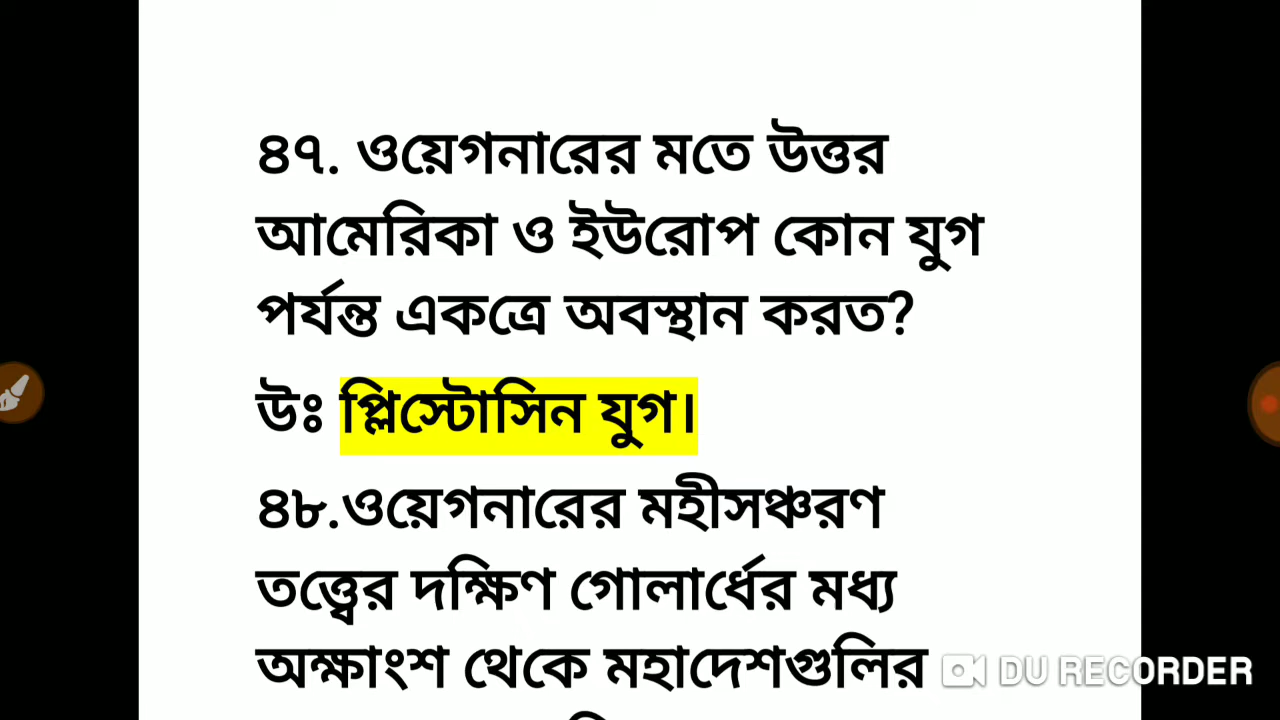 ৪৭. ওয়েগনারের মতে উত্তর
আমেরিকা ও ইউরোপ কোন যুগ
পর্যন্ত একত্রে অবস্থান করত?
উঃ প্লিস্টোসিন যুগ।
৪৮.ওয়েগনারের মহীসঞ্চরণ
তত্ত্বের দক্ষিণ গোলার্ধের মধ্য
অক্ষাংশ থেকে মহাদেশগুলির
DU RECORDER